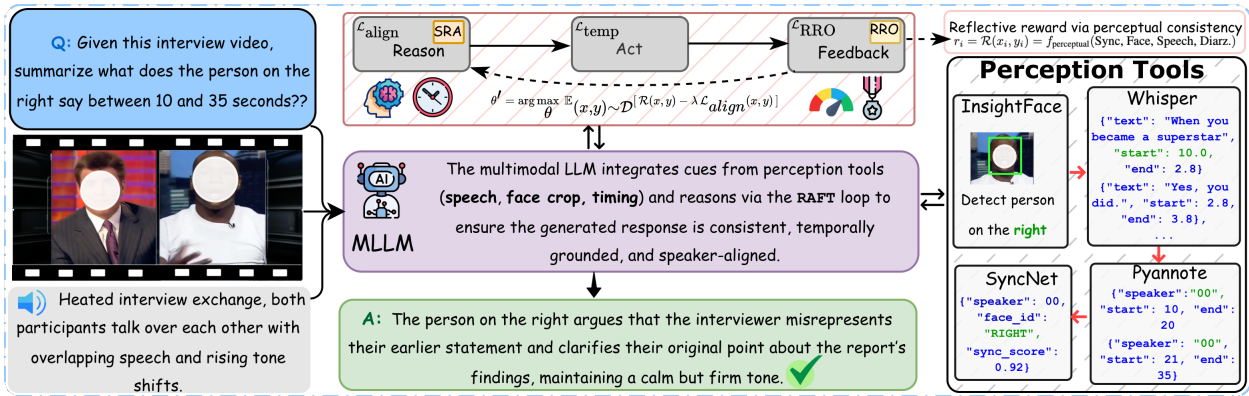 Q: Given this interview video,
summarize what does the person on the
right say between 10 and 35 seconds??
Heated interview exchange, both
participants talk over each other with
overlapping speech and rising tone
shifts.
ℒalign
SRA
Reason
ℒtemp
Act
ℒRRO
RRO
Feedback
θ′ = arg max θ 𝔼(x,y)∼𝒟[ℛ(x,y) − λℒalign(x,y)]
AI
MLLM
The multimodal LLM integrates cues from perception tools
(speech, face crop, timing) and reasons via the RAFT loop to
ensure the generated response is consistent, temporally
grounded, and speaker-aligned.
A: The person on the right argues that the interviewer misrepresents
their earlier statement and clarifies their original point about the report's
findings, maintaining a calm but firm tone.
Reflective reward via perceptual consistency
rᵢ = ℛ(xᵢ, yᵢ) = fperceptual(Sync, Face, Speech, Diarz.)
Perception Tools
InsightFace
Detect person
on the right
Whisper
{"text": "When you
became a superstar",
"start": 10.0,
"end": 2.8}
{"text": "Yes, you
did.", "start": 2.8,
"end": 3.8},
...
Pyannote
{"speaker":"00",
"start": 10, "end":
20
{"speaker": "00",
"start": 21, "end":
35}
SyncNet
{"speaker": 00,
"face_id":
"RIGHT",
"sync_score":
0.92}